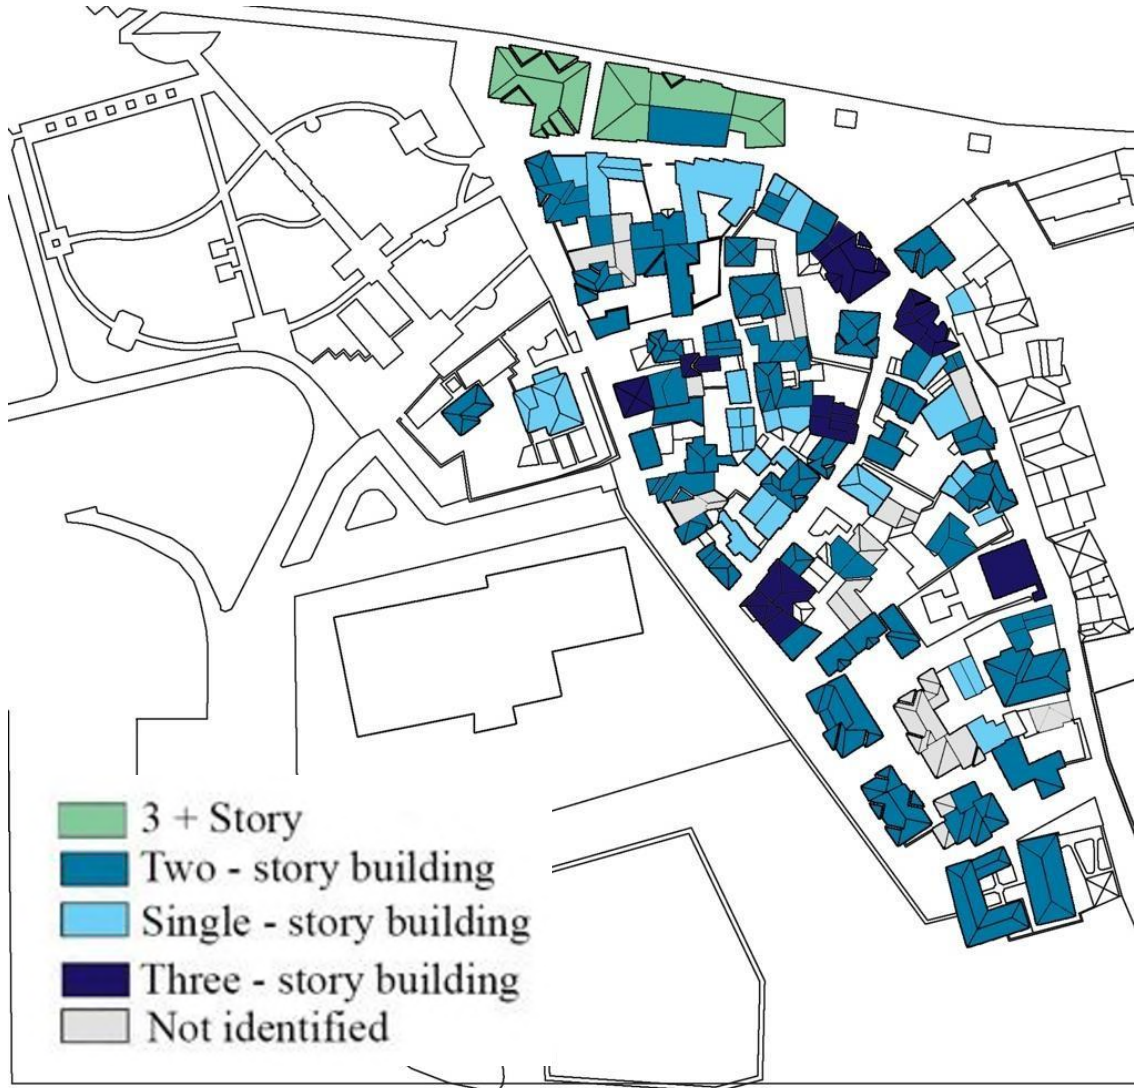 3 + Story
Two - story building
Single - story building
Three - story building
Not identified